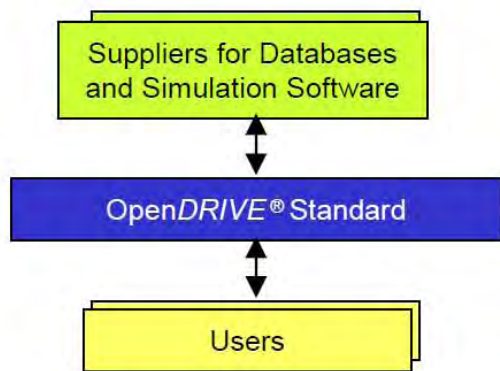 Suppliers for Databases
and Simulation Software
OpenDRIVE® Standard
Users